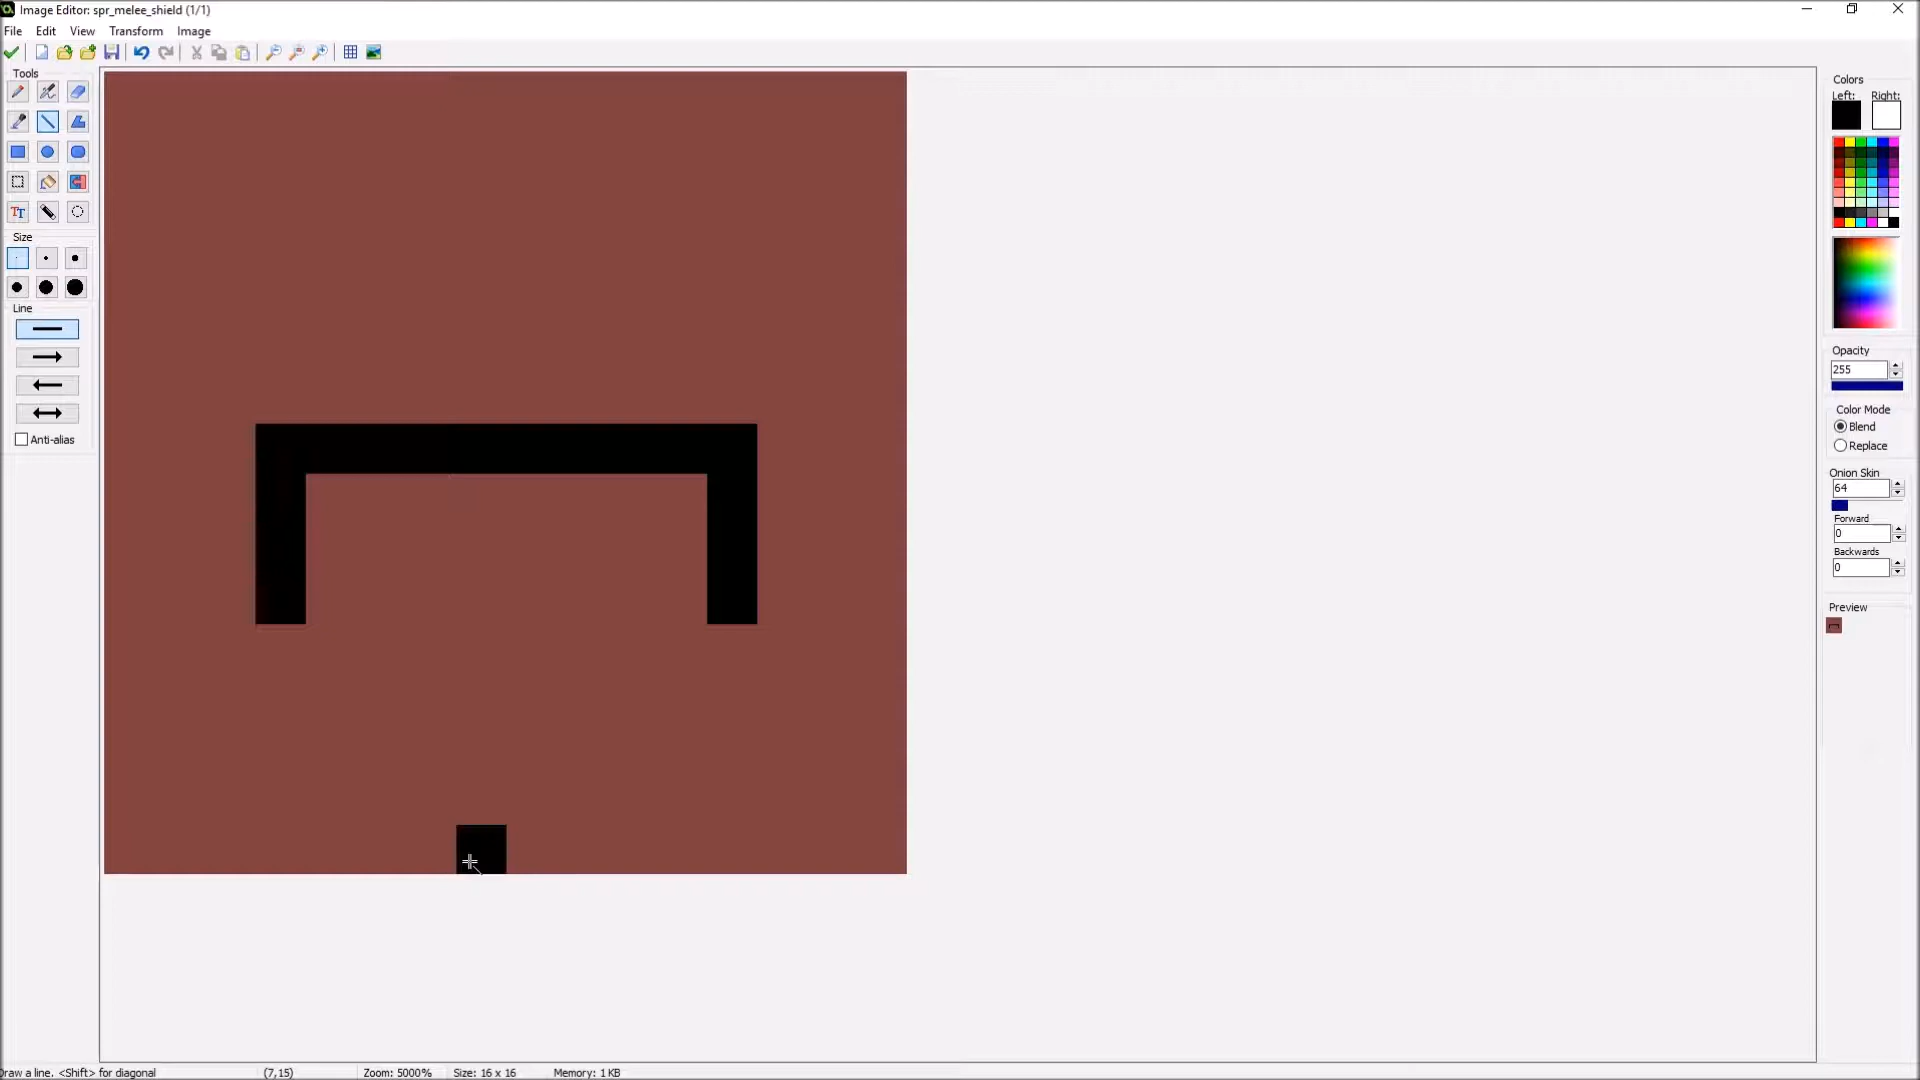 Image Editor: spr_melee_shield (1/1)
File Edit View Transform Image
Tools
TT
Size
Line
Anti-alias
Colors
Left: Right:
Opacity
255
Color Mode
Blend
Replace
Onion Skin
64
Forward
0
Backwards
0
Preview
Draw a line. <Shift> for diagonal (7,15) Zoom: 5000% Size: 16 x 16 Memory: 1 KB